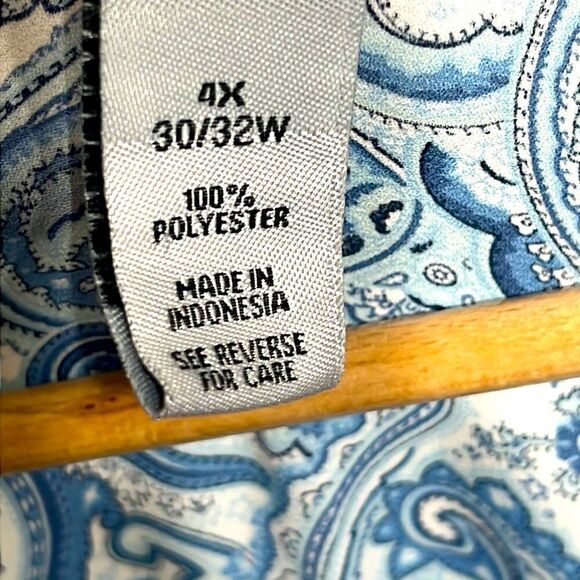 4X
30/32W
100%
POLYESTER
MADE IN
INDONESIA
SEE REVERSE
FOR CARE